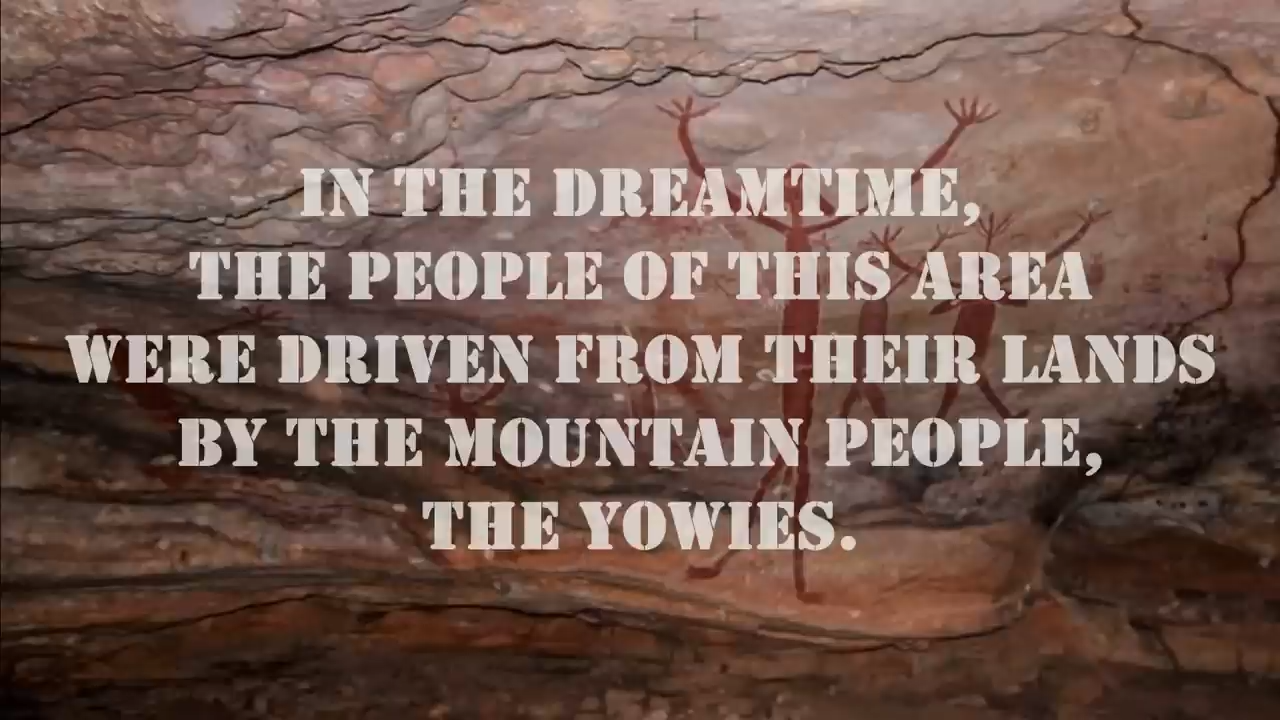 IN THE DREAMTIME,
THE PEOPLE OF THIS AREA
WERE DRIVEN FROM THEIR LANDS
BY THE MOUNTAIN PEOPLE,
THE YOWIES.